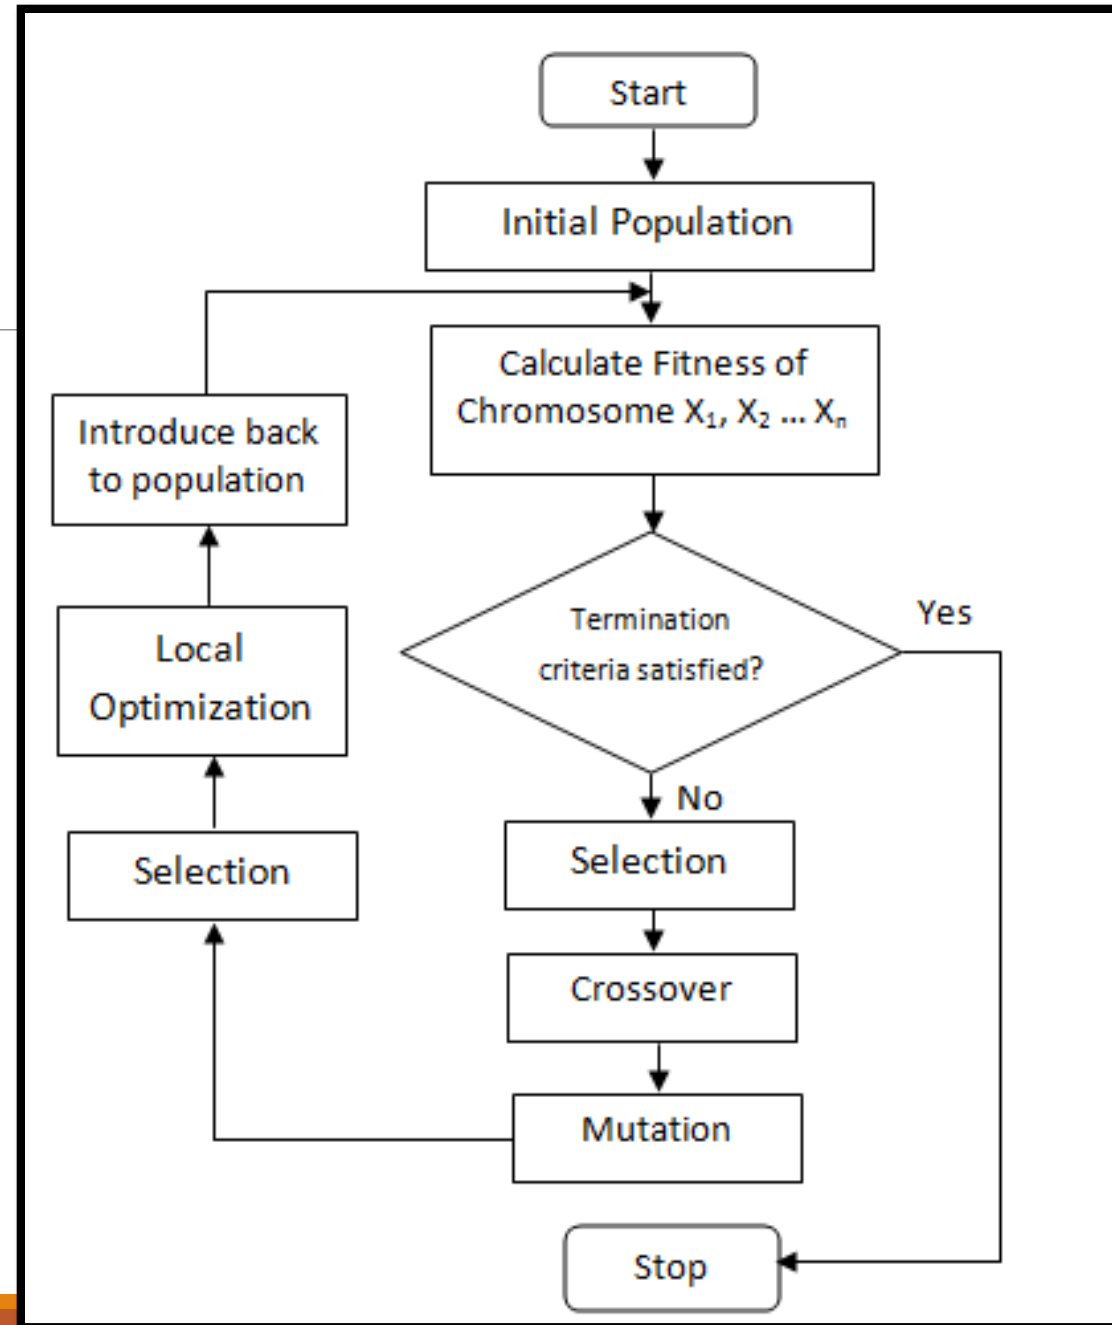 Start
Initial Population
Calculate Fitness of
Chromosome X₁, X₂ ... Xₙ
Termination
criteria satisfied?
Yes
No
Selection
Crossover
Mutation
Selection
Local
Optimization
Introduce back
to population
Stop